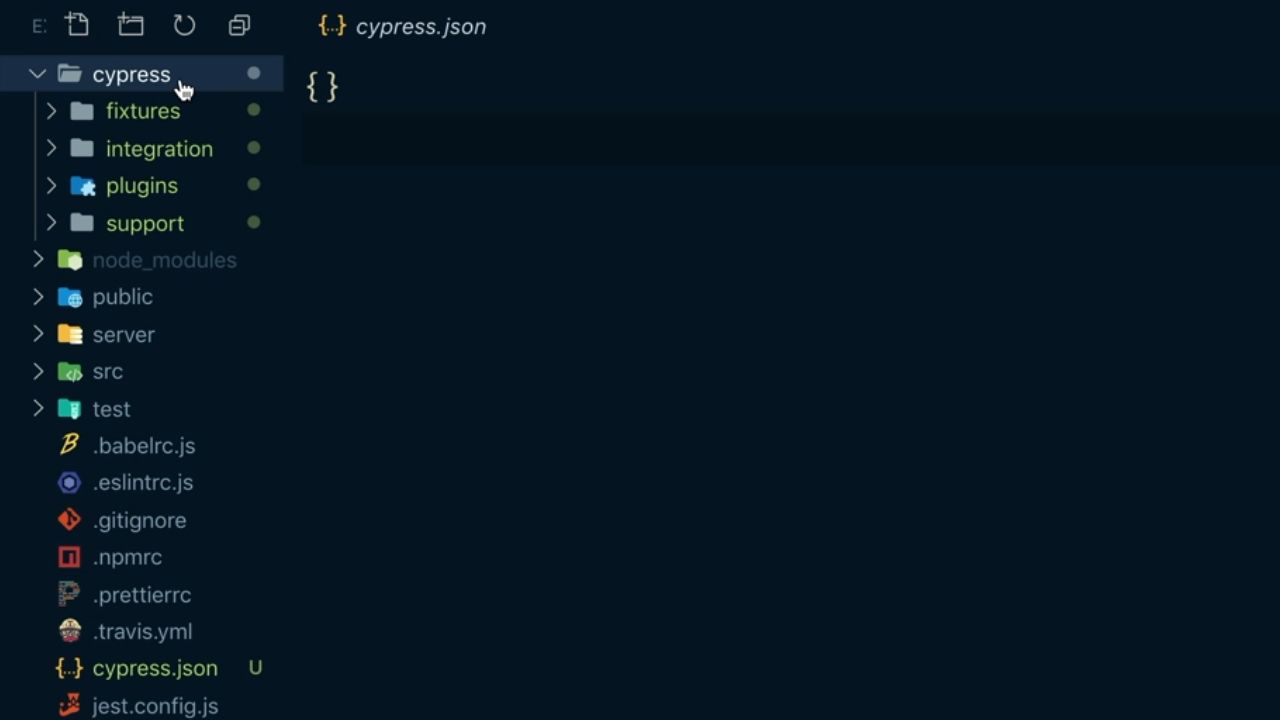 E:
cypress.json
cypress
{}
fixtures
integration
plugins
support
node_modules
public
server
src
test
.babelrc.js
.eslintrc.js
.gitignore
.npmrc
.prettierrc
.travis.yml
cypress.json U
jest.config.js